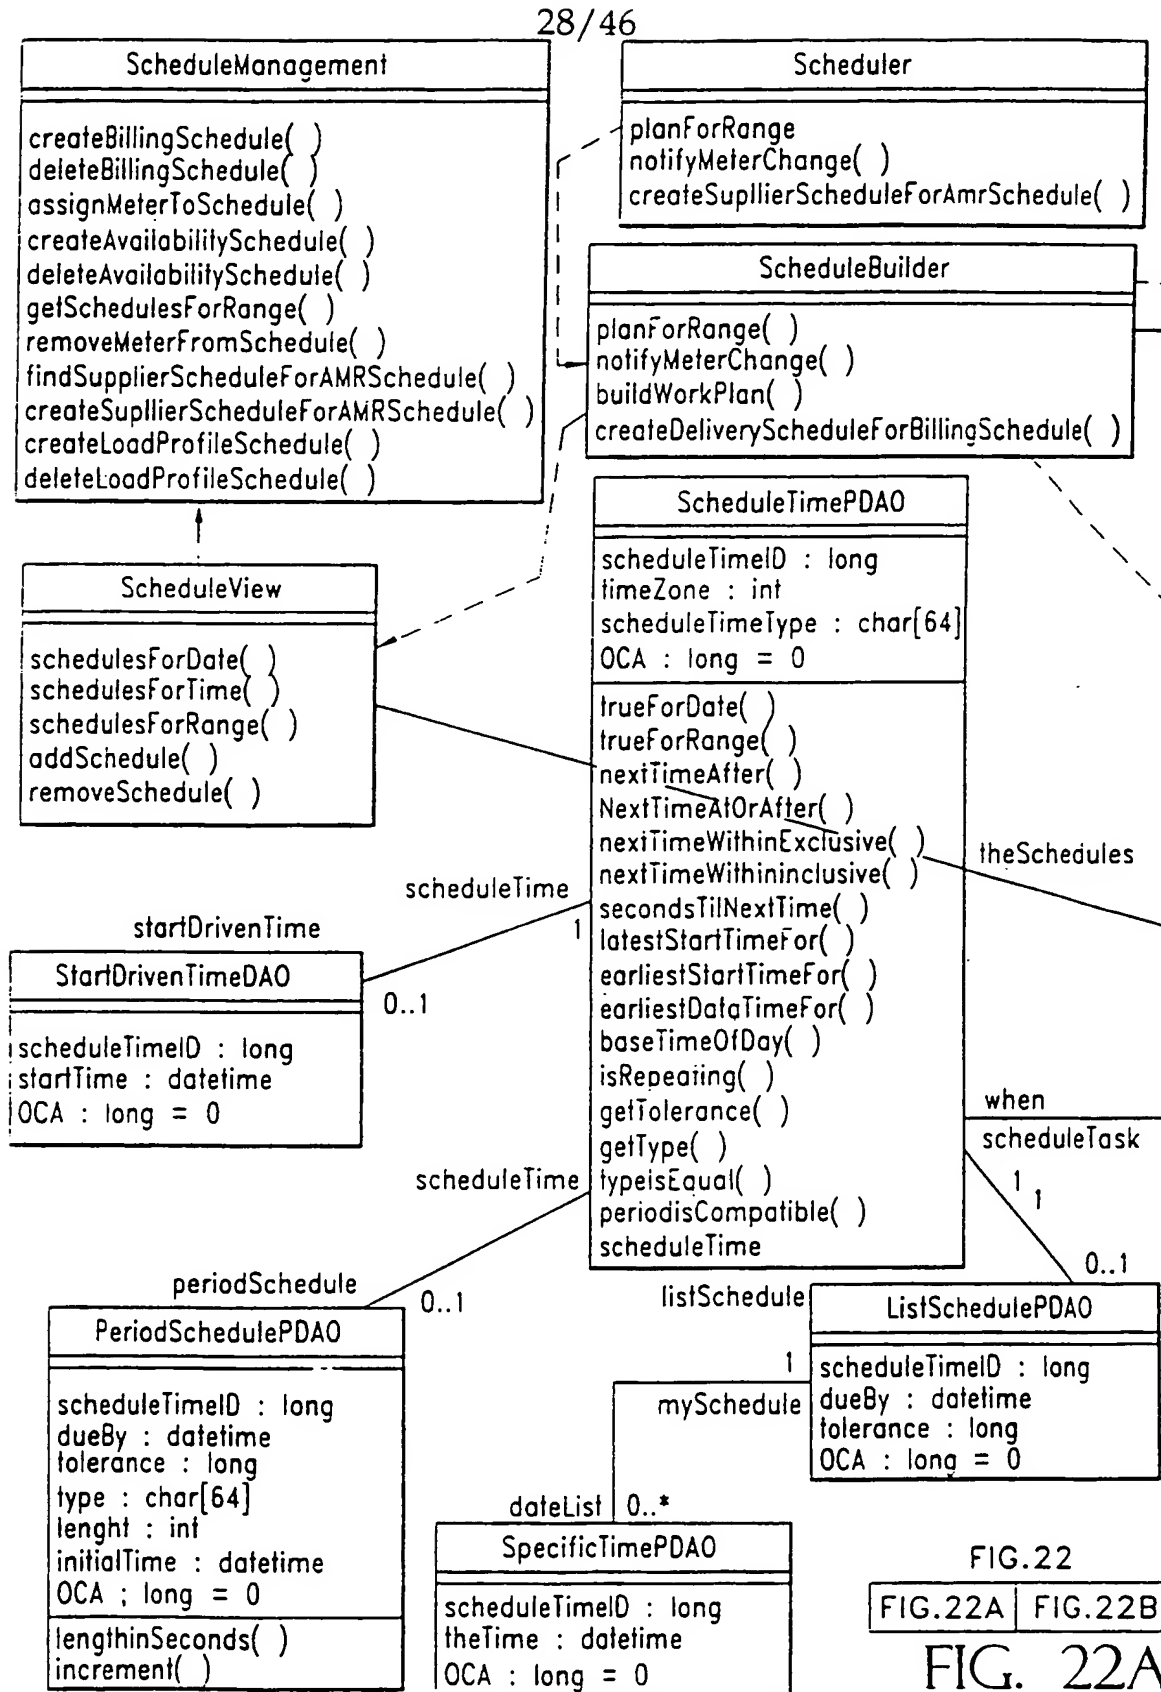 28/46
ScheduleManagement
createBillingSchedule( )
deleteBillingSchedule( )
assignMeterToSchedule( )
createAvailabilitySchedule( )
deleteAvailabilitySchedule( )
getSchedulesForRange( )
removeMeterFromSchedule( )
findSupplierScheduleForAMRSchedule( )
createSupllierScheduleForAMRSchedule( )
createLoadProfileSchedule( )
deleteLoadProfileSchedule( )
Scheduler
planForRange
notifyMeterChange( )
createSupllierScheduleForAmrSchedule( )
ScheduleBuilder
planForRange( )
notifyMeterChange( )
buildWorkPlan( )
createDeliveryScheduleForBillingSchedule( )
ScheduleView
schedulesForDate( )
schedulesForTime( )
schedulesForRange( )
addSchedule( )
removeSchedule( )
ScheduleTimePDAO
scheduleTimeID : long
timeZone : int
scheduleTimeType : char[64]
OCA : long = 0
trueForDate( )
trueForRange( )
nextTimeAfter( )
NextTimeAtOrAfter( )
nextTimeWithinExclusive( )
nextTimeWithininclusive( )
secondsTilNextTime( )
latestStartTimeFor( )
earliestStartTimeFor( )
earliestDataTimeFor( )
baseTimeOfDay( )
isRepeating( )
getTolerance( )
getType( )
typeisEqual( )
periodisCompatible( )
scheduleTime
theSchedules
scheduleTime
1
startDrivenTime
0..1
StartDrivenTimeDAO
scheduleTimeID : long
startTime : datetime
OCA : long = 0
when
scheduleTask
1
1
0..1
scheduleTime
periodSchedule
0..1
PeriodSchedulePDAO
scheduleTimeID : long
dueBy : datetime
tolerance : long
type : char[64]
lenght : int
initialTime : datetime
OCA ; long = 0
lengthinSeconds( )
increment( )
listSchedule
ListSchedulePDAO
scheduleTimeID : long
dueBy : datetime
tolerance : long
OCA : long = 0
1
mySchedule
dateList 0..*
SpecificTimePDAO
scheduleTimeID : long
theTime : datetime
OCA : long = 0
FIG.22
FIG.22A FIG.22B
FIG. 22A